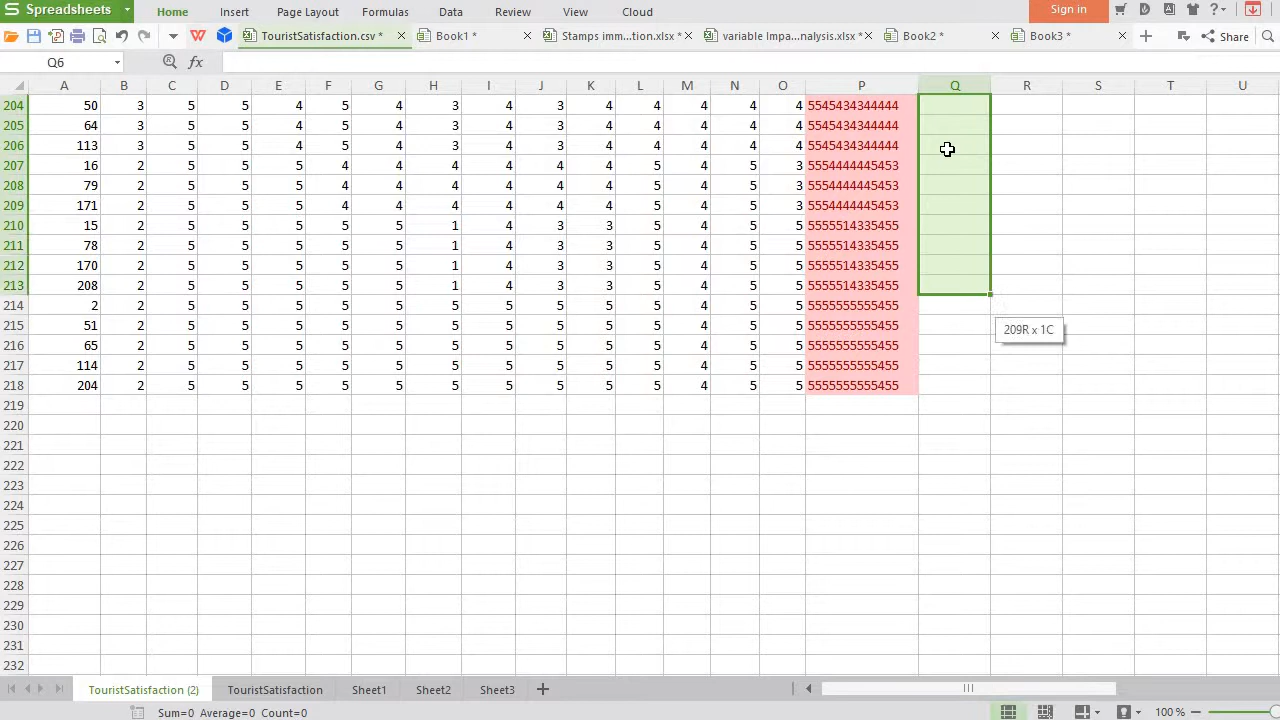 S Spreadsheets Home Insert Page Layout Formulas Data Review View Cloud Sign in
TouristSatisfaction.csv * Book1 * Stamps imm ...tion.xlsx * variable Impa...nalysis.xlsx * Book2 * Book3 * Share
Q6 fx
A B C D E F G H I J K L M N O P Q R S T U
204 50 3 5 5 4 5 4 3 4 3 4 4 4 4 4 5545434344444
205 64 3 5 5 4 5 4 3 4 3 4 4 4 4 4 5545434344444
206 113 3 5 5 4 5 4 3 4 3 4 4 4 4 4 5545434344444
207 16 2 5 5 5 4 4 4 4 4 4 5 4 5 3 5554444445453
208 79 2 5 5 5 4 4 4 4 4 4 5 4 5 3 5554444445453
209 171 2 5 5 5 4 4 4 4 4 4 5 4 5 3 5554444445453
210 15 2 5 5 5 5 5 1 4 3 3 5 4 5 5 5555514335455
211 78 2 5 5 5 5 5 1 4 3 3 5 4 5 5 5555514335455
212 170 2 5 5 5 5 5 1 4 3 3 5 4 5 5 5555514335455
213 208 2 5 5 5 5 5 1 4 3 3 5 4 5 5 5555514335455
214 2 2 5 5 5 5 5 5 5 5 5 5 4 5 5 5555555555455
215 51 2 5 5 5 5 5 5 5 5 5 5 4 5 5 5555555555455
216 65 2 5 5 5 5 5 5 5 5 5 5 4 5 5 5555555555455
217 114 2 5 5 5 5 5 5 5 5 5 5 4 5 5 5555555555455
218 204 2 5 5 5 5 5 5 5 5 5 5 4 5 5 5555555555455
209R x 1C
219
220
221
222
223
224
225
226
227
228
229
230
231
232
TouristSatisfaction (2) TouristSatisfaction Sheet1 Sheet2 Sheet3
Sum=0 Average=0 Count=0 100 %